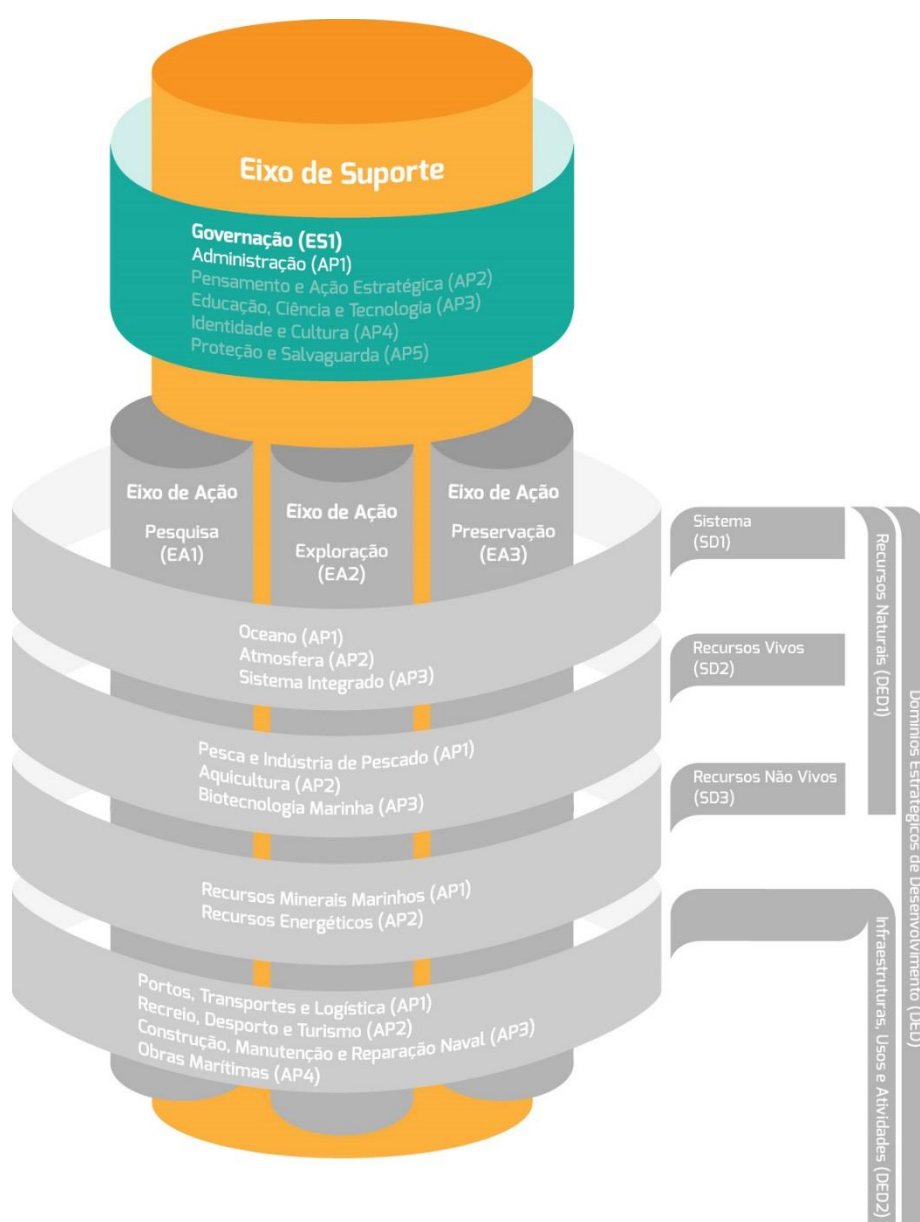 Eixo de Suporte
Governação (ES1)
Administração (AP1)
Pensamento e Ação Estratégica (AP2)
Educação, Ciência e Tecnologia (AP3)
Identidade e Cultura (AP4)
Proteção e Salvaguarda (AP5)
Eixo de Ação
Pesquisa
(EA1)
Eixo de Ação
Exploração
(EA2)
Eixo de Ação
Preservação
(EA3)
Oceano (AP1)
Atmosfera (AP2)
Sistema Integrado (AP3)
Sistema
(SD1)
Pesca e Indústria de Pescado (AP1)
Aquicultura (AP2)
Biotecnologia Marinha (AP3)
Recursos Vivos
(SD2)
Recursos Minerais Marinhos (AP1)
Recursos Energéticos (AP2)
Recursos Não Vivos
(SD3)
Portos, Transportes e Logística (AP1)
Recreio, Desporto e Turismo (AP2)
Construção, Manutenção e Reparação Naval (AP3)
Obras Marítimas (AP4)
Recursos Naturais (DED1)
Infraestruturas, Usos e Atividades (DED2)
Domínios Estratégicos de Desenvolvimento (DED)